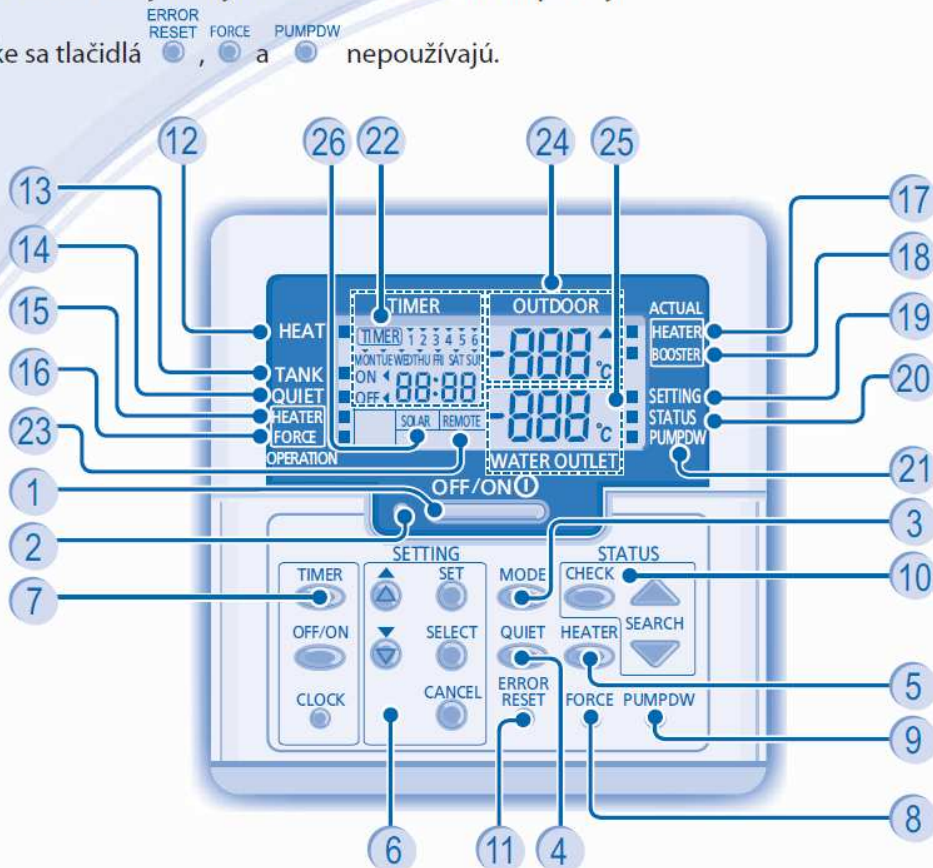 ERROR
RESET FORCE PUMPDW
ke sa tlačidlá , a nepoužívajú.
12 26 22 24 25
13 17
14 18
15 19
16 20
23 21
1 3
2 10
7 5
9
8
6 11 4
TIMER OUTDOOR ACTUAL
HEAT TIMER 1 2 3 4 5 6 -888 °C HEATER
MON TUE WED THU FRI SAT SUN BOOSTER
TANK ON 88:88
QUIET OFF -888 °C SETTING
HEATER SOLAR REMOTE STATUS
FORCE PUMPDW
OPERATION WATER OUTLET
OFF/ON
SETTING STATUS
TIMER SET MODE CHECK
OFF/ON SELECT QUIET HEATER SEARCH
CLOCK CANCEL ERROR
RESET FORCE PUMPDW